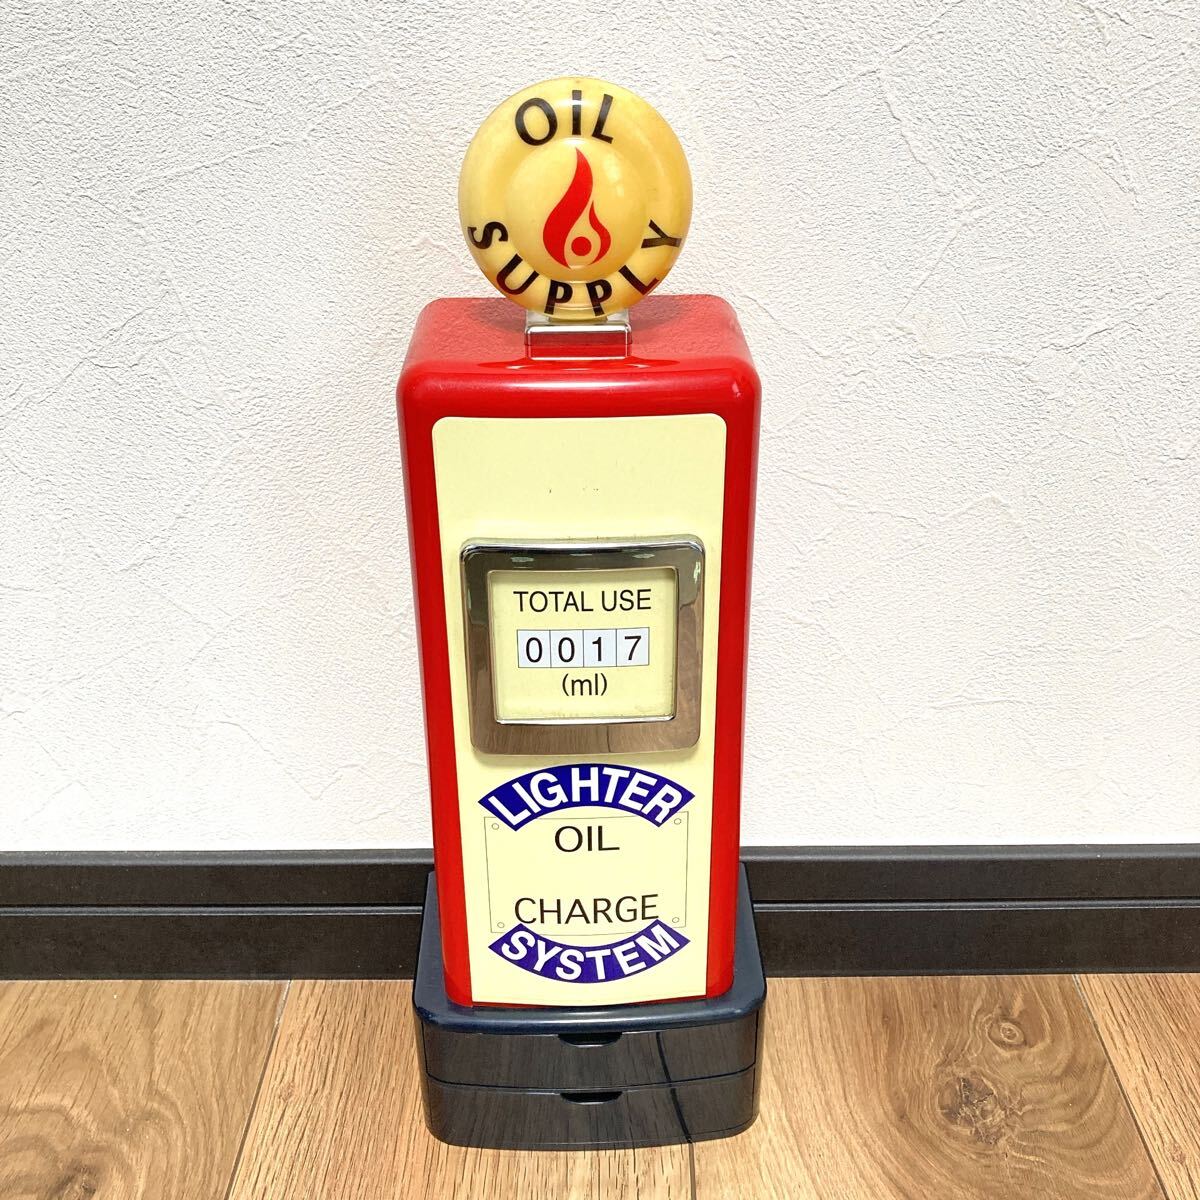 OiL
SUPPLY
TOTAL USE
0017
(ml)
LIGHTER
OIL
CHARGE
SYSTEM